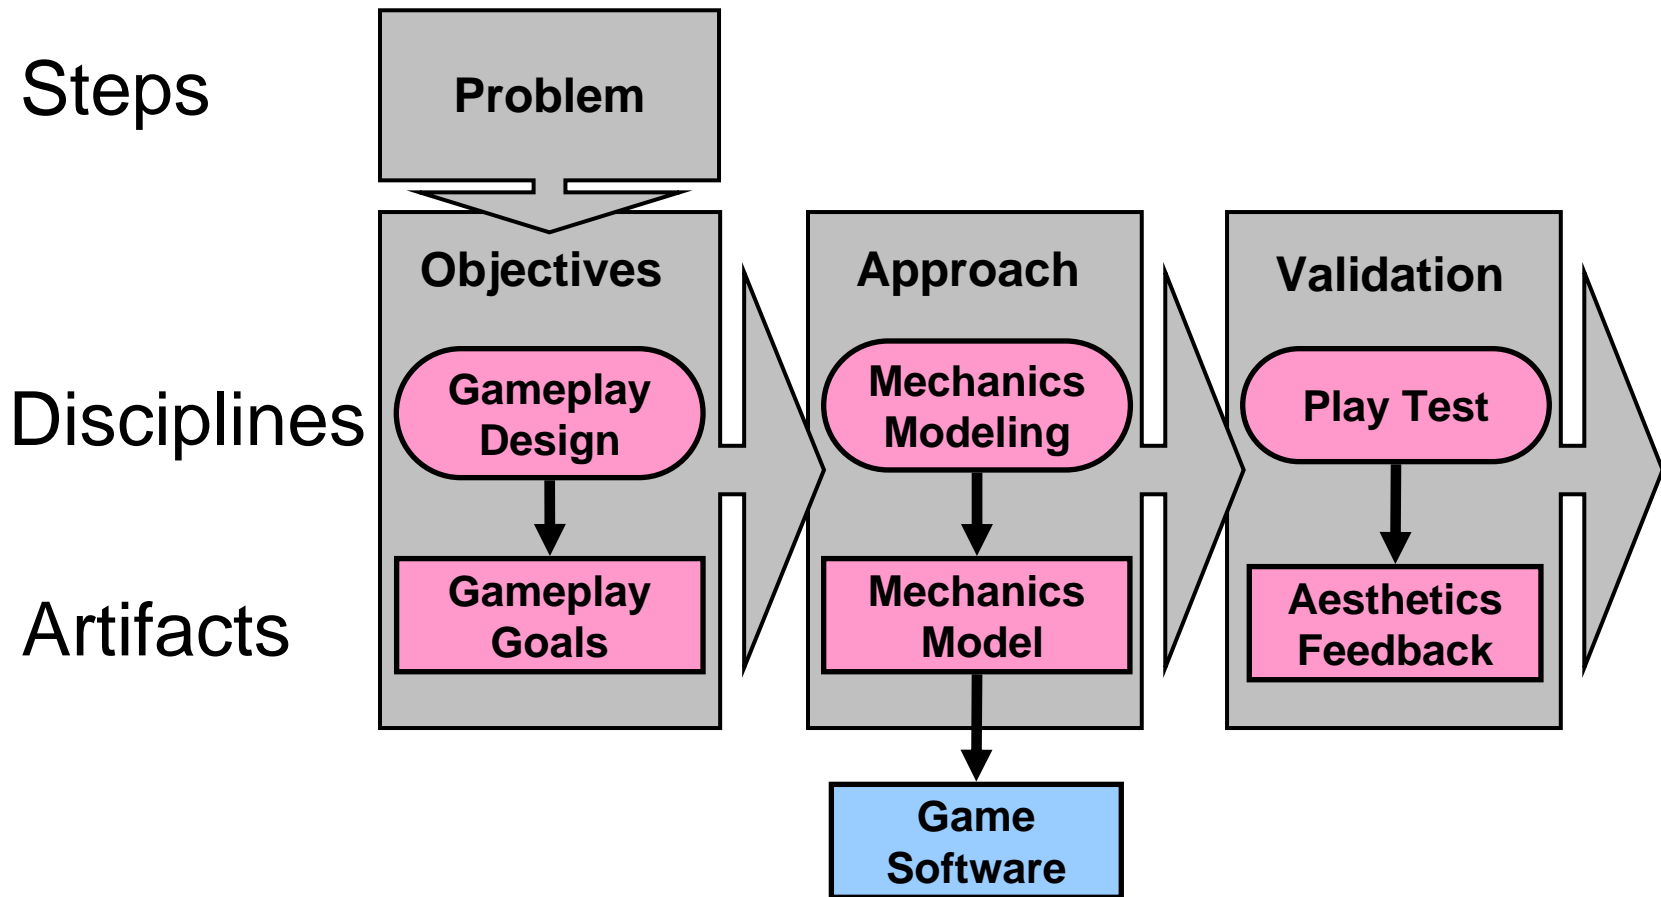 Steps
Problem
Objectives
Approach
Validation
Disciplines
Gameplay
Design
Mechanics
Modeling
Play Test
Artifacts
Gameplay
Goals
Mechanics
Model
Aesthetics
Feedback
Game
Software